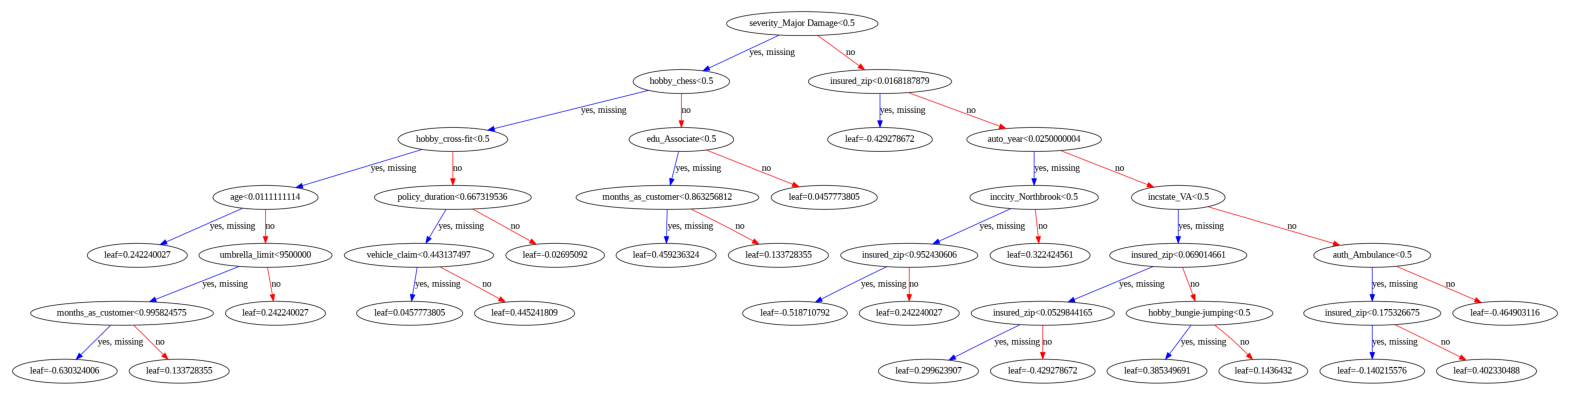 severity_Major Damage<0.5
yes, missing
no
hobby_chess<0.5
insured_zip<0.0168187879
yes, missing
no
yes, missing
no
hobby_cross-fit<0.5
edu_Associate<0.5
leaf=-0.429278672
auto_year<0.0250000004
yes, missing
no
yes, missing
no
yes, missing
no
age<0.0111111114
policy_duration<0.667319536
months_as_customer<0.863256812
leaf=0.0457773805
inccity_Northbrook<0.5
incstate_VA<0.5
yes, missing
no
yes, missing
no
yes, missing
no
yes, missing
no
yes, missing
no
leaf=0.242240027
umbrella_limit<9500000
vehicle_claim<0.443137497
leaf=-0.02695092
leaf=0.459236324
leaf=0.133728355
insured_zip<0.952430606
leaf=0.322424561
insured_zip<0.069014661
auth_Ambulance<0.5
yes, missing
no
yes, missing
no
yes, missing
no
yes, missing
no
yes, missing
no
months_as_customer<0.995824575
leaf=0.242240027
leaf=0.0457773805
leaf=0.445241809
leaf=-0.518710792
leaf=0.242240027
insured_zip<0.0529844165
hobby_bungie-jumping<0.5
insured_zip<0.175326675
leaf=-0.464903116
yes, missing
no
yes, missing
no
yes, missing
no
yes, missing
no
leaf=-0.630324006
leaf=0.133728355
leaf=0.299623907
leaf=-0.429278672
leaf=0.385349691
leaf=0.1436432
leaf=-0.140215576
leaf=0.402330488